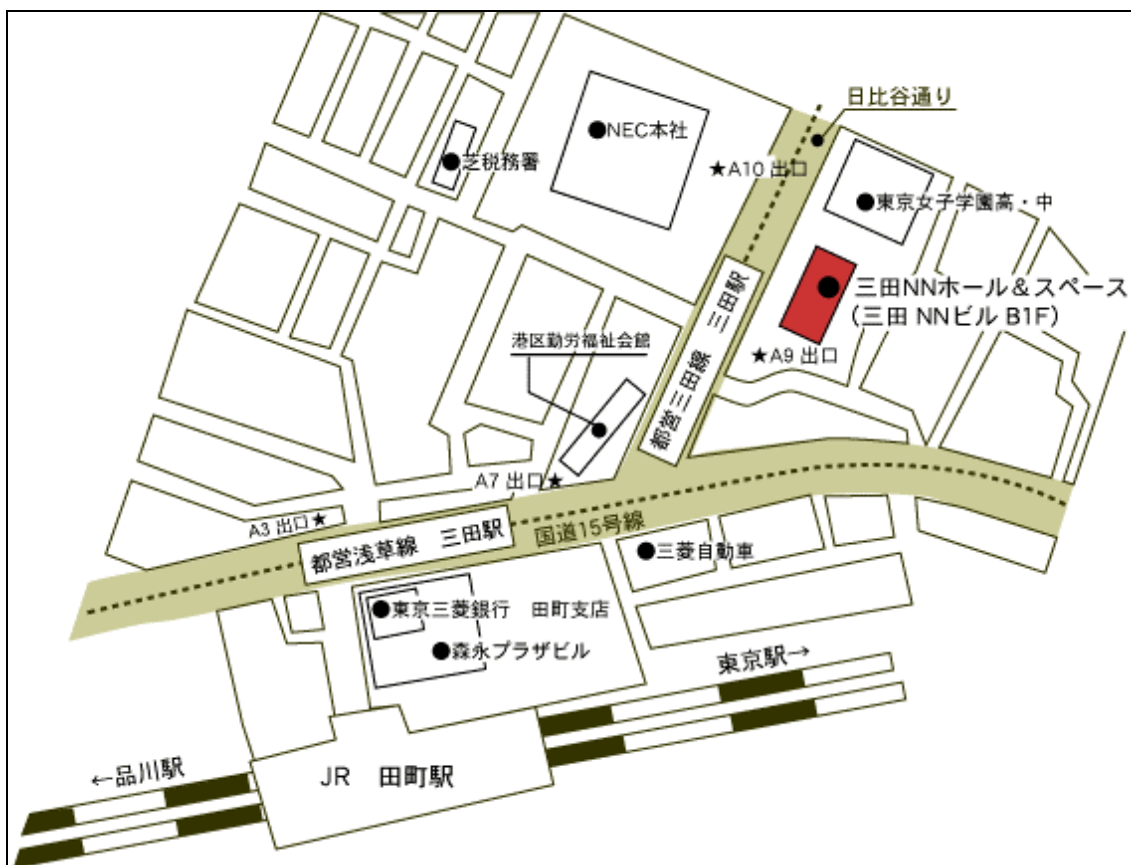 日比谷通り
NEC本社
芝税務署
★A10 出口
東京女子学園高・中
三田NNホール＆スペース
（三田 NNビル B1F）
都営三田線　三田駅
港区勤労福祉会館
★A9 出口
A7 出口★
A3 出口★
都営浅草線　三田駅
国道15号線
三菱自動車
東京三菱銀行　田町支店
森永プラザビル
東京駅→
←品川駅
JR　田町駅